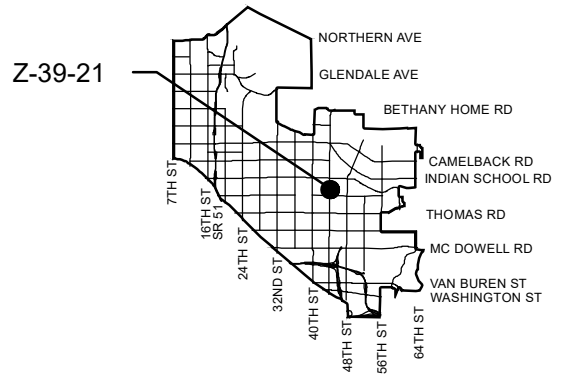 NORTHERN AVE
Z-39-21
GLENDALE AVE
BETHANY HOME RD
CAMELBACK RD
INDIAN SCHOOL RD
THOMAS RD
MC DOWELL RD
VAN BUREN ST
WASHINGTON ST
7TH ST
16TH ST
SR 51
24TH ST
32ND ST
40TH ST
48TH ST
56TH ST
64TH ST